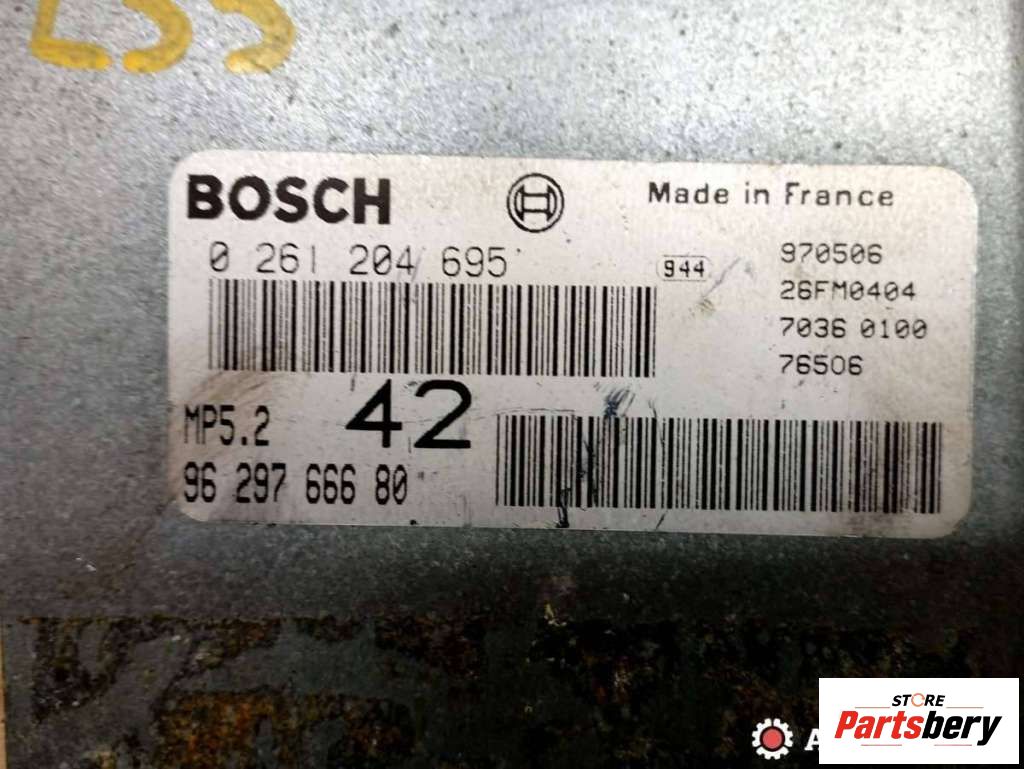 BOSCH
Made in France
0 261 204 695
944
970506
26FM0404
7036 0100
76506
MP5.2
42
96 297 666 80
STORE
Partsbery